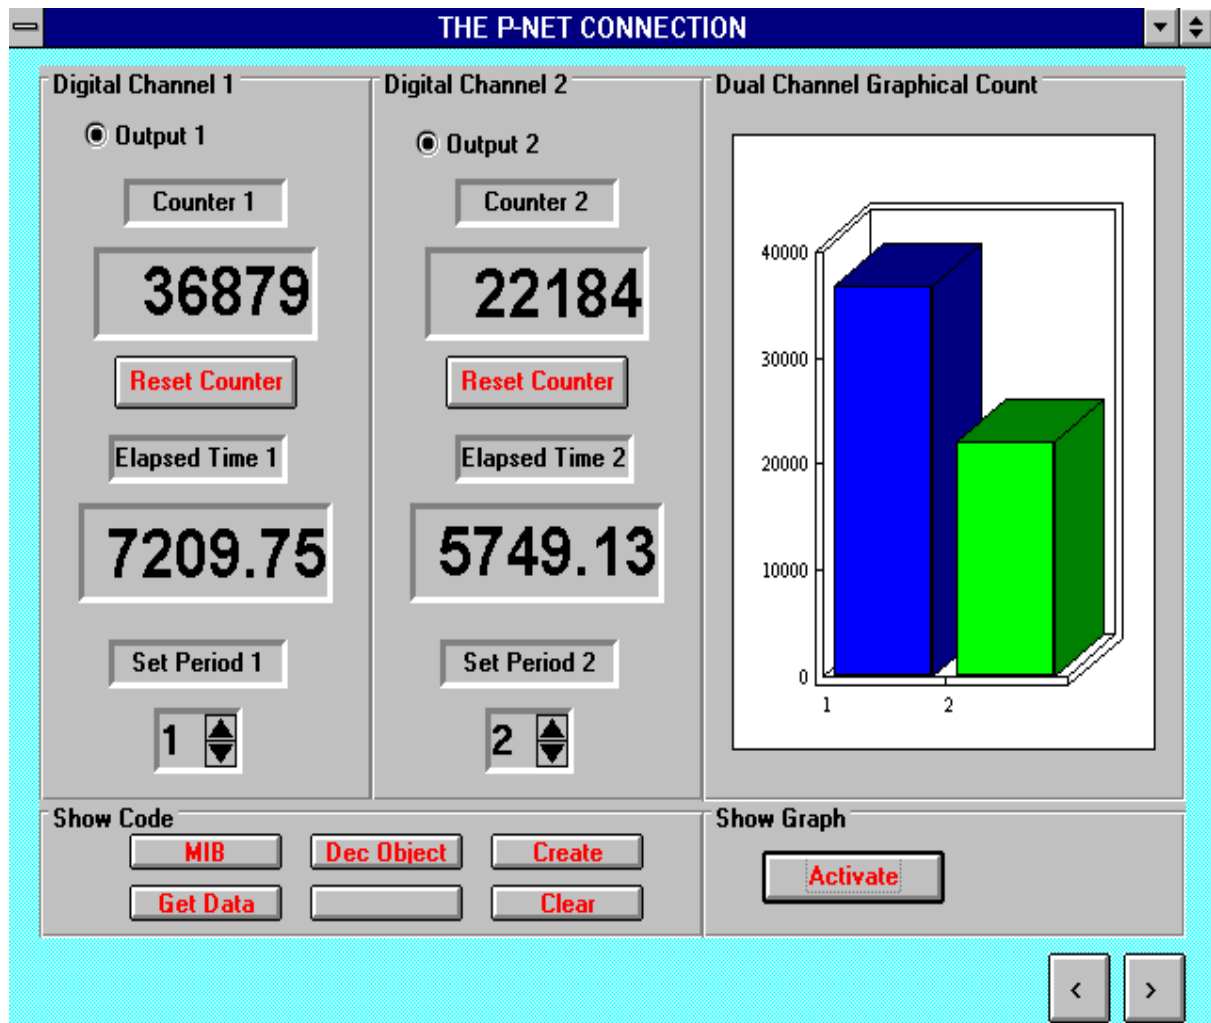 THE P-NET CONNECTION
Digital Channel 1
Output 1
Counter 1
36879
Reset Counter
Elapsed Time 1
7209.75
Set Period 1
1
Digital Channel 2
Output 2
Counter 2
22184
Reset Counter
Elapsed Time 2
5749.13
Set Period 2
2
Dual Channel Graphical Count
40000
30000
20000
10000
0
1 2
Show Code
MIB Dec Object Create
Get Data Clear
Show Graph
Activate
< >